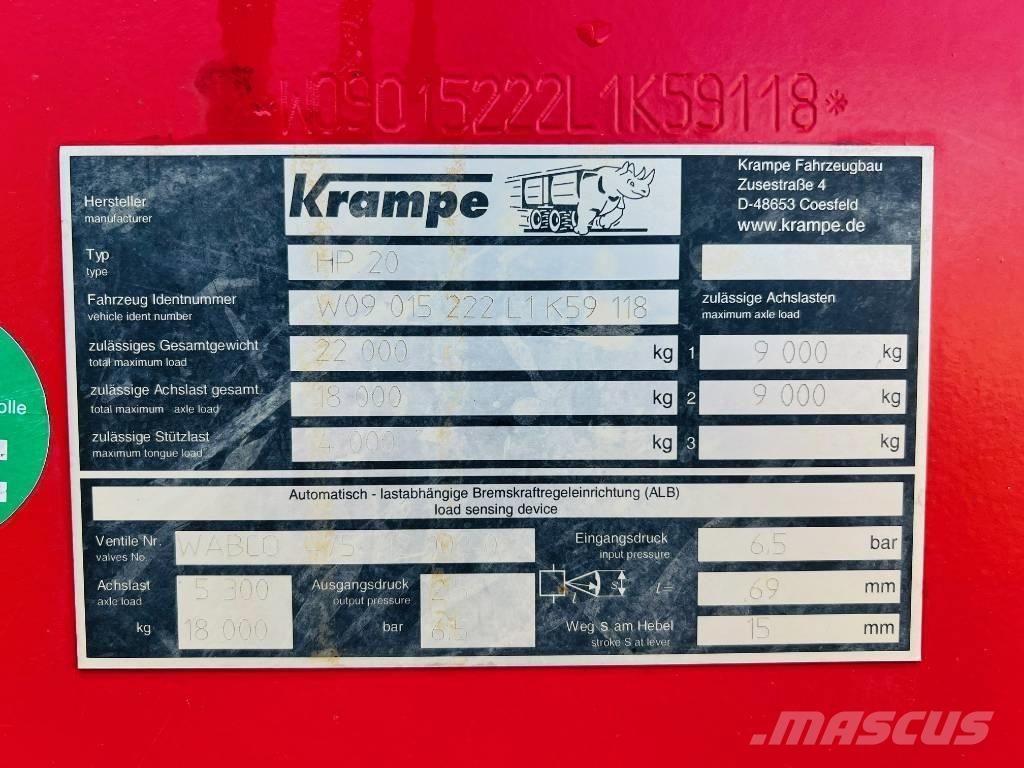 *W09015222L1K59118*
Krampe
Krampe Fahrzeugbau
Zusestraße 4
D-48653 Coesfeld
www.krampe.de
Hersteller
manufacturer
Typ
type
HP 20
Fahrzeug Identnummer
vehicle ident number
W09 015 222 L1 K59 118
zulässige Achslasten
maximum axle load
zulässiges Gesamtgewicht
total maximum load
22 000 kg
1 9 000 kg
zulässige Achslast gesamt
total maximum axle load
18 000 kg
2 9 000 kg
zulässige Stützlast
maximum tongue load
4 000 kg
3 kg
Automatisch - lastabhängige Bremskraftregeleinrichtung (ALB)
load sensing device
Ventile Nr.
valves No.
WABCO 475
Eingangsdruck
input pressure
6,5 bar
Achslast
axle load
5 300
Ausgangsdruck
output pressure
l S l= 69 mm
kg 18 000
bar 6,5
Weg S am Hebel
stroke S at lever
15 mm
olle
.MASCUS